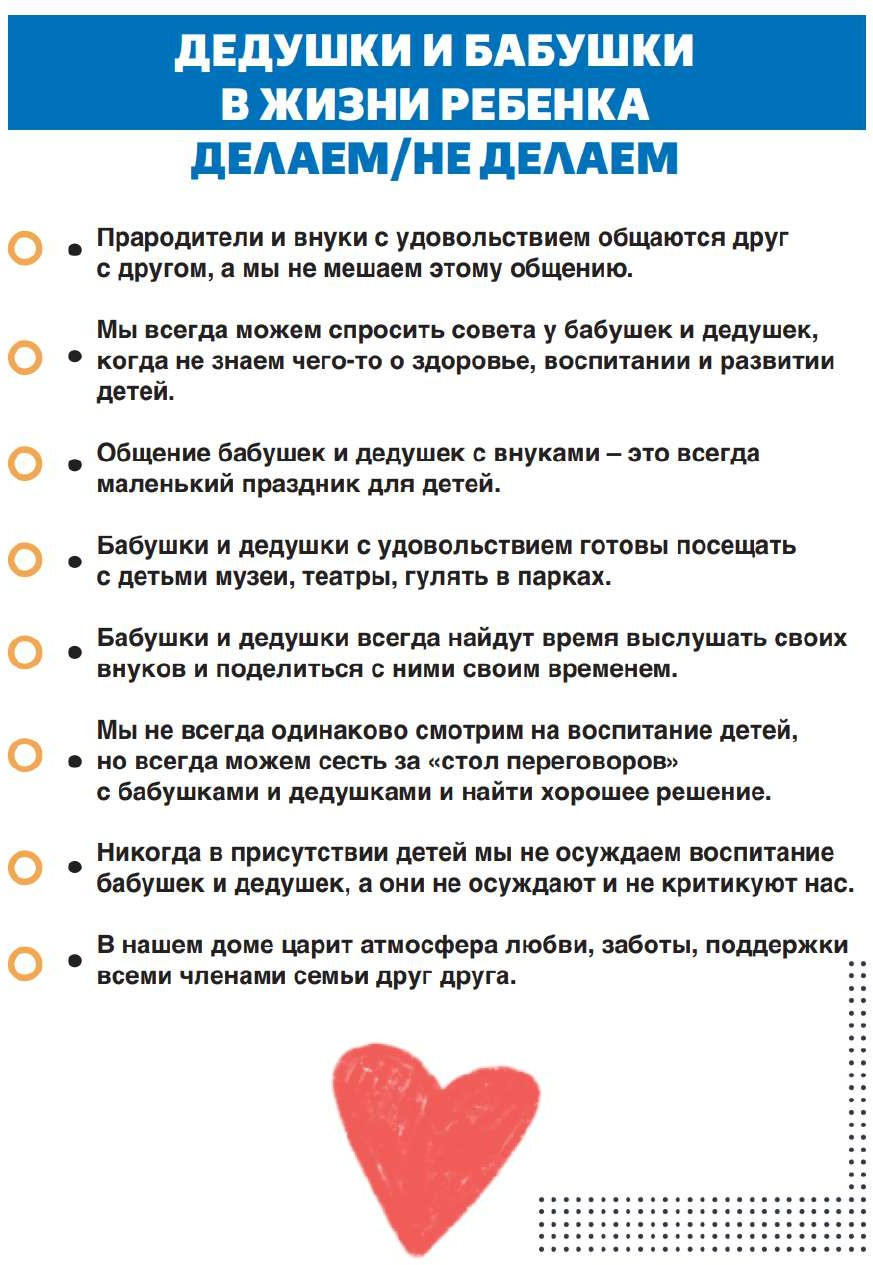 ДЕДУШКИ И БАБУШКИ
В ЖИЗНИ РЕБЕНКА
ДЕЛАЕМ/НЕ ДЕЛАЕМ
• Прародители и внуки с удовольствием общаются друг
с другом, а мы не мешаем этому общению.
Мы всегда можем спросить совета у бабушек и дедушек,
• когда не знаем чего-то о здоровье, воспитании и развитии
детей.
• Общение бабушек и дедушек с внуками – это всегда
маленький праздник для детей.
• Бабушки и дедушки с удовольствием готовы посещать
с детьми музеи, театры, гулять в парках.
• Бабушки и дедушки всегда найдут время выслушать своих
внуков и поделиться с ними своим временем.
Мы не всегда одинаково смотрим на воспитание детей,
• но всегда можем сесть за «стол переговоров»
с бабушками и дедушками и найти хорошее решение.
• Никогда в присутствии детей мы не осуждаем воспитание
бабушек и дедушек, а они не осуждают и не критикуют нас.
• В нашем доме царит атмосфера любви, заботы, поддержки
всеми членами семьи друг друга.